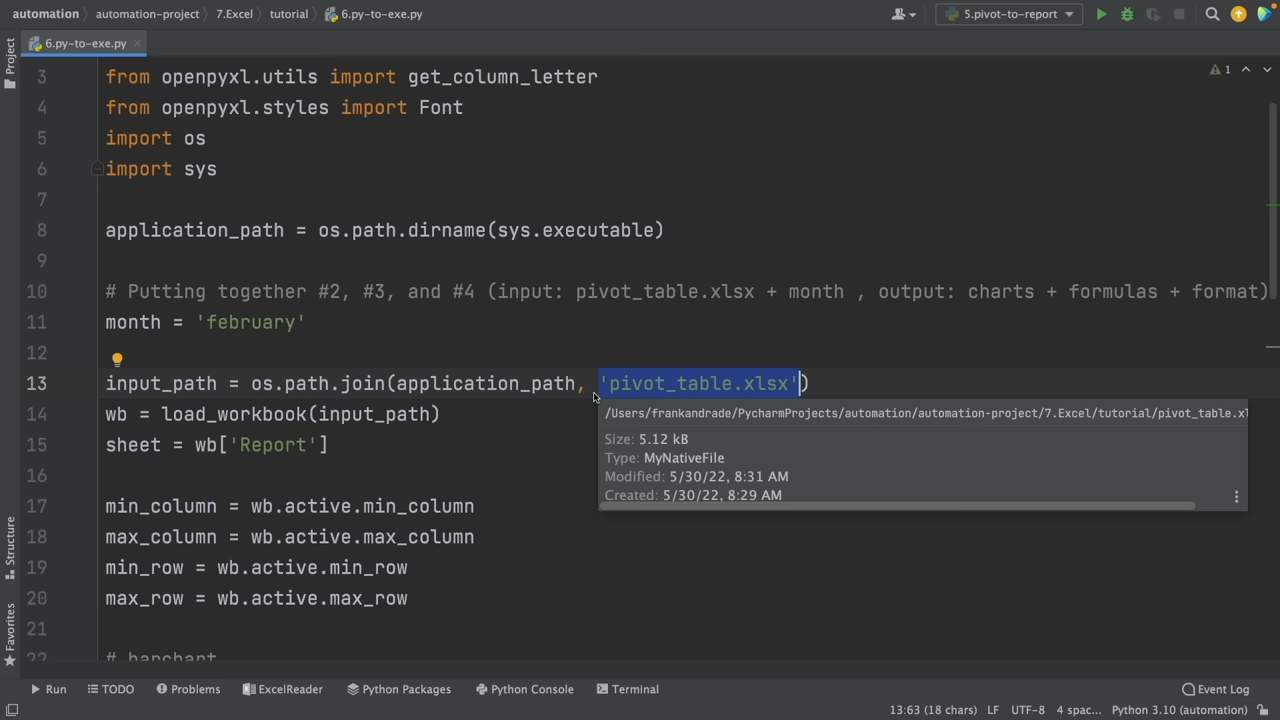 automation automation-project 7.Excel tutorial 6.py-to-exe.py 5.pivot-to-report
6.py-to-exe.py
Project
1
3 from openpyxl.utils import get_column_letter
4 from openpyxl.styles import Font
5 import os
6 import sys
7
8 application_path = os.path.dirname(sys.executable)
9
10 # Putting together #2, #3, and #4 (input: pivot_table.xlsx + month , output: charts + formulas + format)
11 month = 'february'
12
13 input_path = os.path.join(application_path, 'pivot_table.xlsx')
14 wb = load_workbook(input_path)
15 sheet = wb['Report']
16
17 min_column = wb.active.min_column
18 max_column = wb.active.max_column
19 min_row = wb.active.min_row
20 max_row = wb.active.max_row
21
22 # barchart
/Users/frankandrade/PycharmProjects/automation/automation-project/7.Excel/tutorial/pivot_table.xl
Size: 5.12 kB
Type: MyNativeFile
Modified: 5/30/22, 8:31 AM
Created: 5/30/22, 8:29 AM
Structure
Favorites
Run TODO Problems ExcelReader Python Packages Python Console Terminal Event Log
13:63 (18 chars) LF UTF-8 4 spac... Python 3.10 (automation)